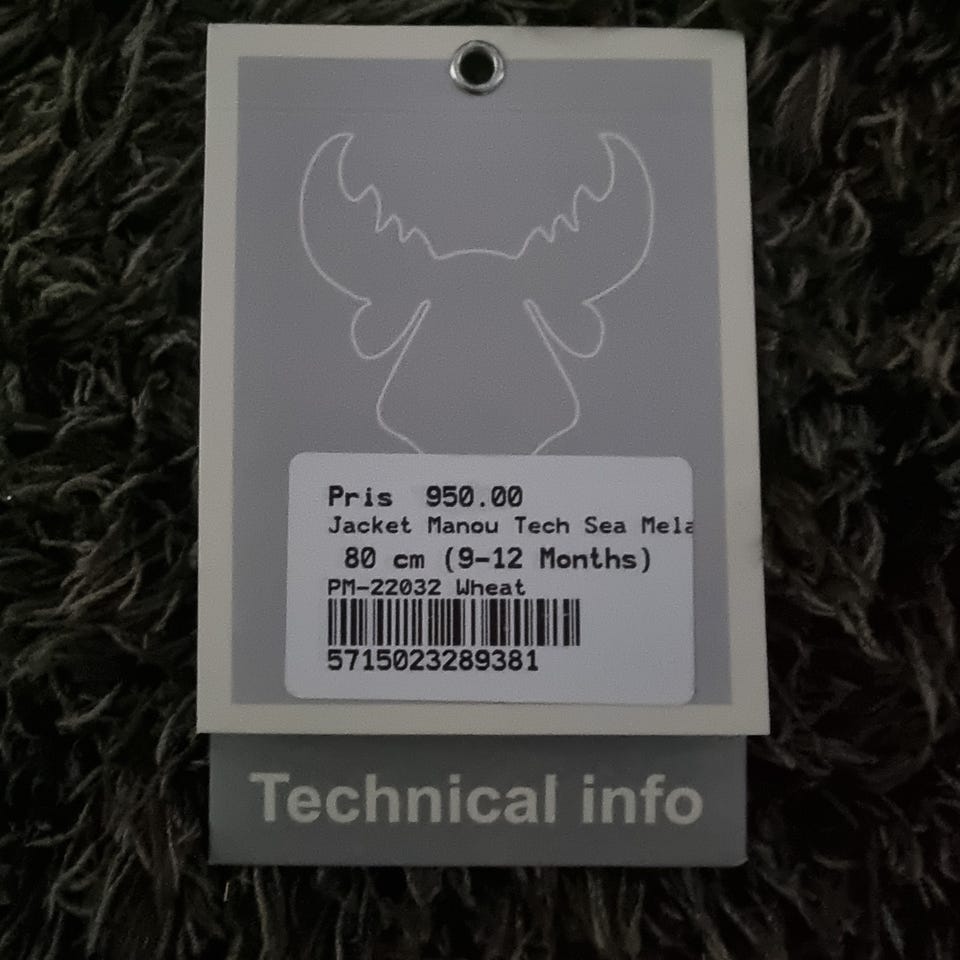 Pris 950.00
Jacket Manou Tech Sea Mela
80 cm (9-12 Months)
PM-22032 Wheat
5715023289381
Technical info